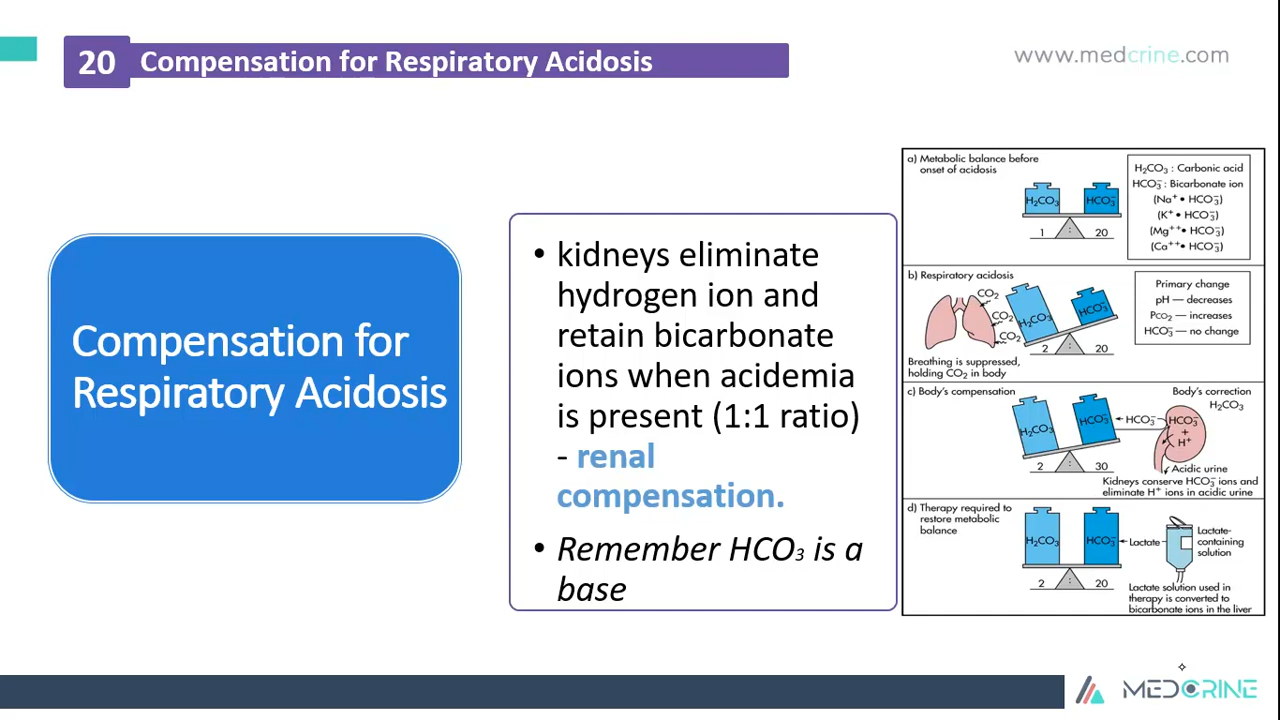 20 Compensation for Respiratory Acidosis
www.medcrine.com
Compensation for
Respiratory Acidosis
• kidneys eliminate
hydrogen ion and
retain bicarbonate
ions when acidemia
is present (1:1 ratio)
- renal
compensation.
• Remember HCO₃ is a
base
a) Metabolic balance before
onset of acidosis
H₂CO₃ HCO₃⁻
1 : 20
H₂CO₃ : Carbonic acid
HCO₃⁻ : Bicarbonate ion
(Na⁺ • HCO₃⁻)
(K⁺ • HCO₃⁻)
(Mg⁺⁺ • HCO₃⁻)
(Ca⁺⁺ • HCO₃⁻)
b) Respiratory acidosis
CO₂
CO₂
CO₂
Breathing is suppressed,
holding CO₂ in body
H₂CO₃ HCO₃⁻
2 : 20
Primary change
pH — decreases
PCO₂ — increases
HCO₃⁻ — no change
c) Body's compensation
H₂CO₃ HCO₃⁻
2 : 30
Body's correction
H₂CO₃
HCO₃⁻
HCO₃⁻
+
H⁺
Acidic urine
Kidneys conserve HCO₃⁻ ions and
eliminate H⁺ ions in acidic urine
d) Therapy required to
restore metabolic
balance
H₂CO₃ HCO₃⁻
2 : 20
Lactate
Lactate-
containing
solution
Lactate solution used in
therapy is converted to
bicarbonate ions in the liver
MEDCRINE